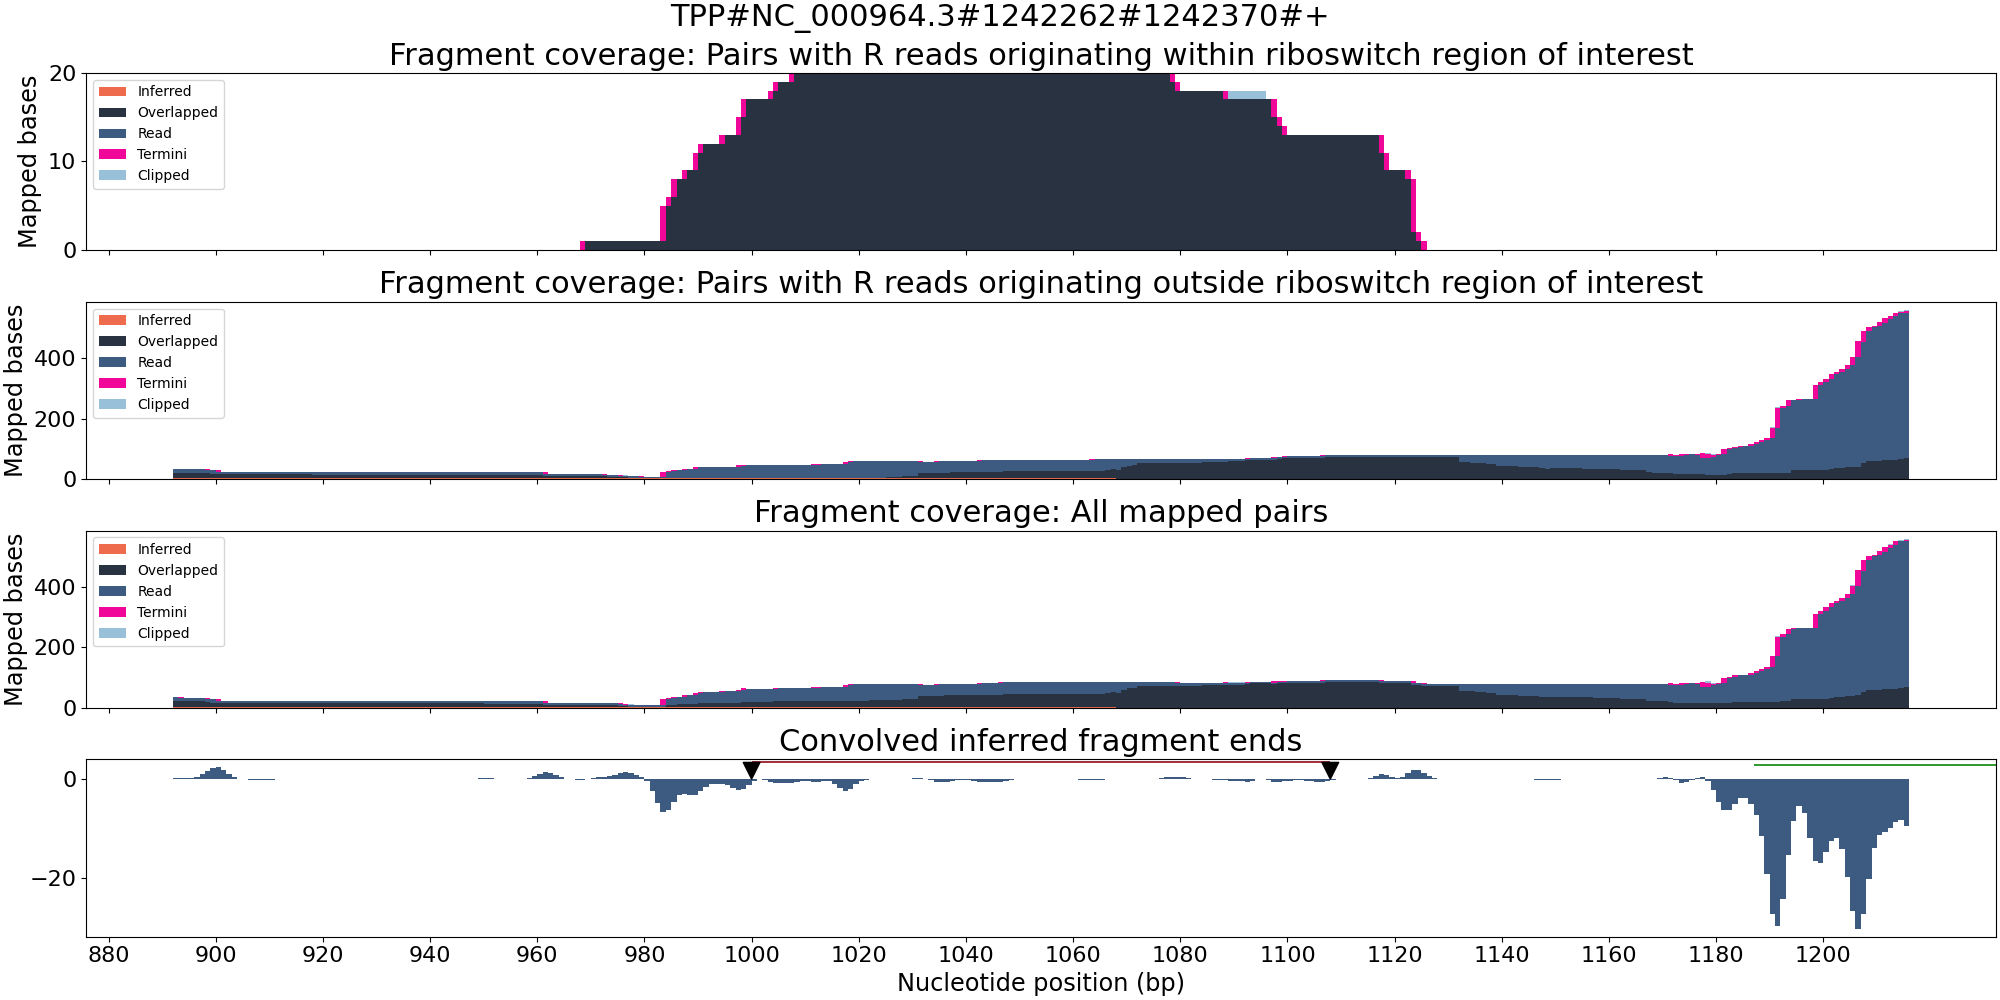 TPP#NC_000964.3#1242262#1242370#+
Fragment coverage: Pairs with R reads originating within riboswitch region of interest
Mapped bases
20
10
0
Inferred
Overlapped
Read
Termini
Clipped
Fragment coverage: Pairs with R reads originating outside riboswitch region of interest
Mapped bases
400
200
0
Inferred
Overlapped
Read
Termini
Clipped
Fragment coverage: All mapped pairs
Mapped bases
400
200
0
Inferred
Overlapped
Read
Termini
Clipped
Convolved inferred fragment ends
0
−20
880 900 920 940 960 980 1000 1020 1040 1060 1080 1100 1120 1140 1160 1180 1200
Nucleotide position (bp)